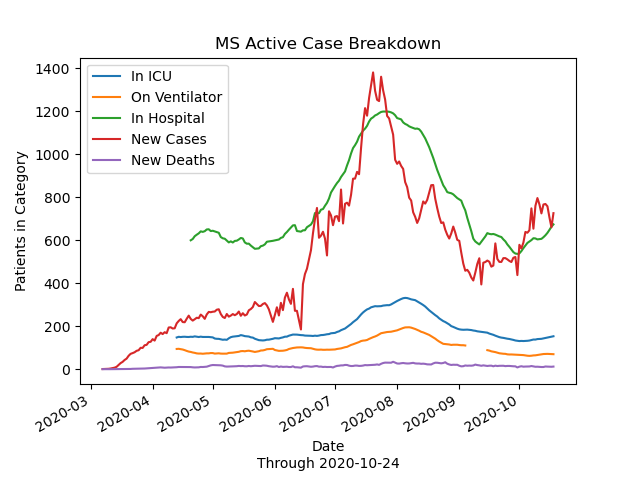 MS Active Case Breakdown
1400
1200
1000
800
600
400
200
0
Patients in Category
In ICU
On Ventilator
In Hospital
New Cases
New Deaths
2020-03
2020-04
2020-05
2020-06
2020-07
2020-08
2020-09
2020-10
Date
Through 2020-10-24